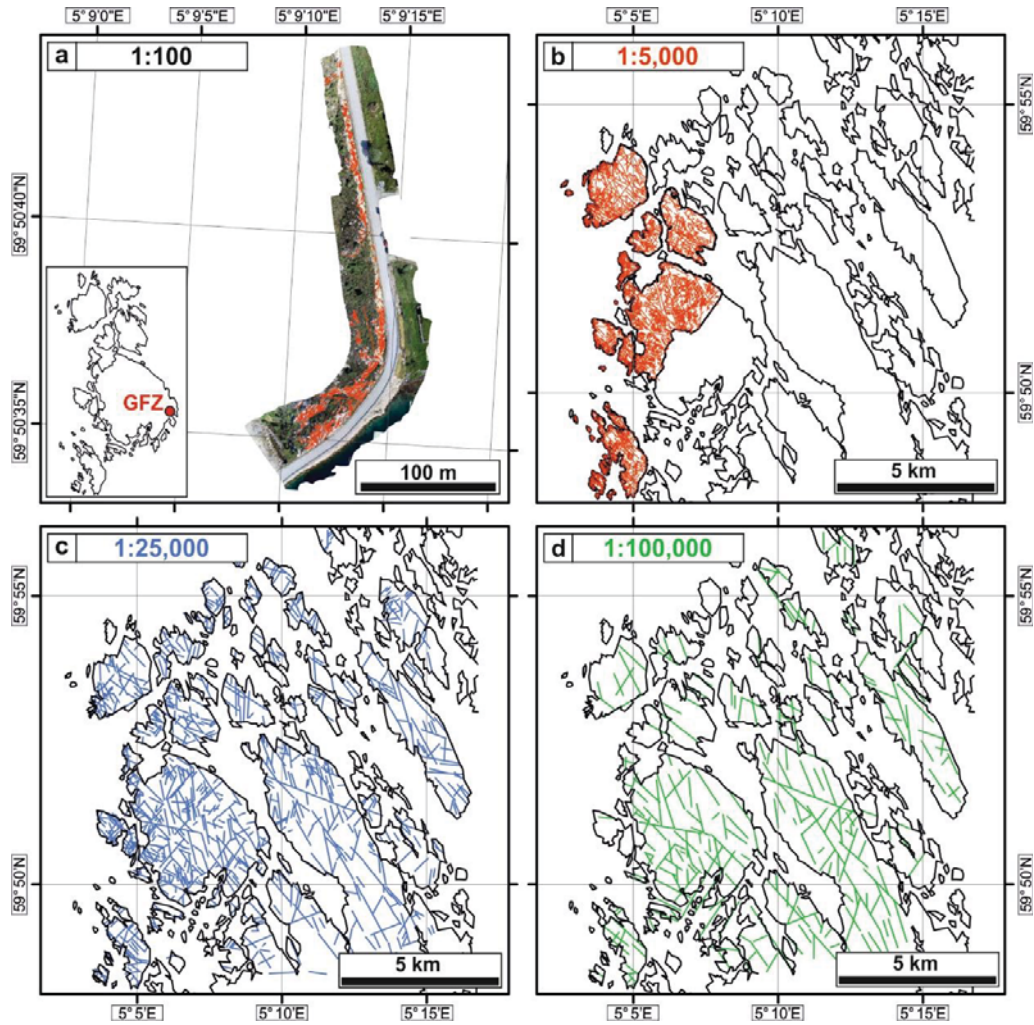 5° 9'0"E 5° 9'5"E 5° 9'10"E 5° 9'15"E
5° 5'E 5° 10'E 5° 15'E
a 1:100
b 1:5,000
59° 55'N
59° 50'40"N
59° 50'35"N
GFZ
100 m
59° 50'N
5 km
c 1:25,000
d 1:100,000
59° 55'N
59° 55'N
59° 50'N
59° 50'N
5 km
5 km
5° 5'E 5° 10'E 5° 15'E
5° 5'E 5° 10'E 5° 15'E